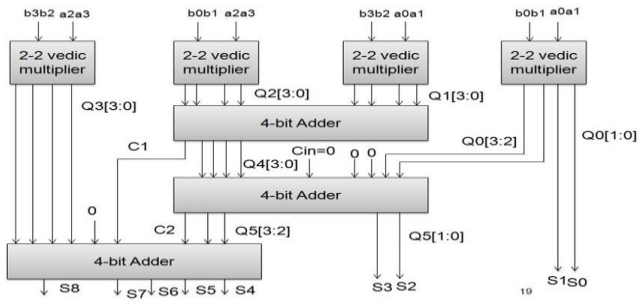 b3b2 a2a3 b0b1 a2a3 b3b2 a0a1 b0b1 a0a1
2-2 vedic multiplier
2-2 vedic multiplier
2-2 vedic multiplier
2-2 vedic multiplier
Q3[3:0]
Q2[3:0]
Q1[3:0]
4-bit Adder
Q0[3:2]
Q0[1:0]
C1
Q4[3:0]
Cin=0
0 0
4-bit Adder
0
C2
Q5[3:2]
Q5[1:0]
4-bit Adder
S8 S7 S6 S5 S4 S3 S2 S1 S0
19